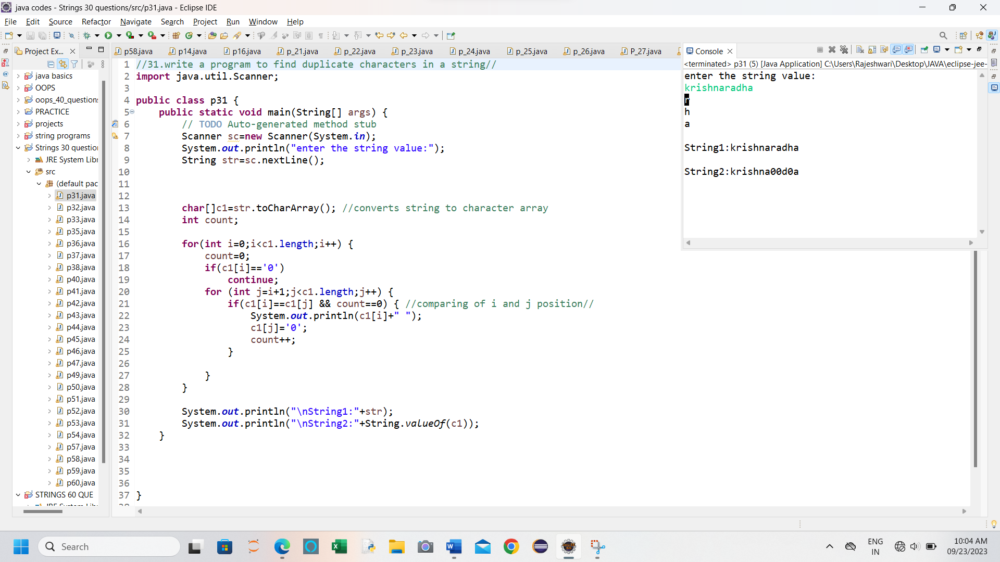 java codes - Strings 30 questions/src/p31.java - Eclipse IDE
File Edit Source Refactor Navigate Search Project Run Window Help
Project Ex...
p58.java p14.java p16.java p_21.java p_22.java p_23.java p_24.java p_25.java p_26.java P_27.java
java basics
OOPS
oops_40_questions
PRACTICE
projects
string programs
Strings 30 question
JRE System Libr
src
(default pac
p31.java
p32.java
p33.java
p35.java
p36.java
p37.java
p38.java
p40.java
p41.java
p42.java
p43.java
p44.java
p45.java
p46.java
p47.java
p49.java
p50.java
p51.java
p52.java
p53.java
p54.java
p57.java
p58.java
p59.java
p60.java
STRINGS 60 QUE
1 //31.write a program to find duplicate characters in a string//
2 import java.util.Scanner;
3
4 public class p31 {
5 public static void main(String[] args) {
6 // TODO Auto-generated method stub
7 Scanner sc=new Scanner(System.in);
8 System.out.println("enter the string value:");
9 String str=sc.nextLine();
10
11
12
13 char[]c1=str.toCharArray(); //converts string to character array
14 int count;
15
16 for(int i=0;i<c1.length;i++) {
17 count=0;
18 if(c1[i]=='0')
19 continue;
20 for (int j=i+1;j<c1.length;j++) {
21 if(c1[i]==c1[j] && count==0) { //comparing of i and j position//
22 System.out.println(c1[i]+" ");
23 c1[j]='0';
24 count++;
25 }
26
27 }
28 }
29
30 System.out.println("\nString1:"+str);
31 System.out.println("\nString2:"+String.valueOf(c1));
32 }
33
34
35
36
37 }
Console
<terminated> p31 (5) [Java Application] C:\Users\Rajeshwari\Desktop\JAVA\eclipse-jee-
enter the string value:
krishnaradha
r
h
a
String1:krishnaradha
String2:krishna00d0a
Search
ENG
IN
10:04 AM
09/23/2023